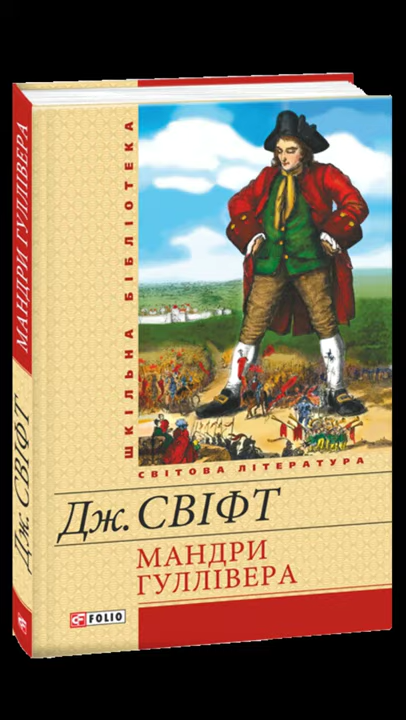 МАНДРИ ГУЛЛІВЕРА
Дж. СВІФТ
ШКІЛЬНА БІБЛІОТЕКА
СВІТОВА ЛІТЕРАТУРА
Дж. СВІФТ
МАНДРИ
ГУЛЛІВЕРА
FOLIO